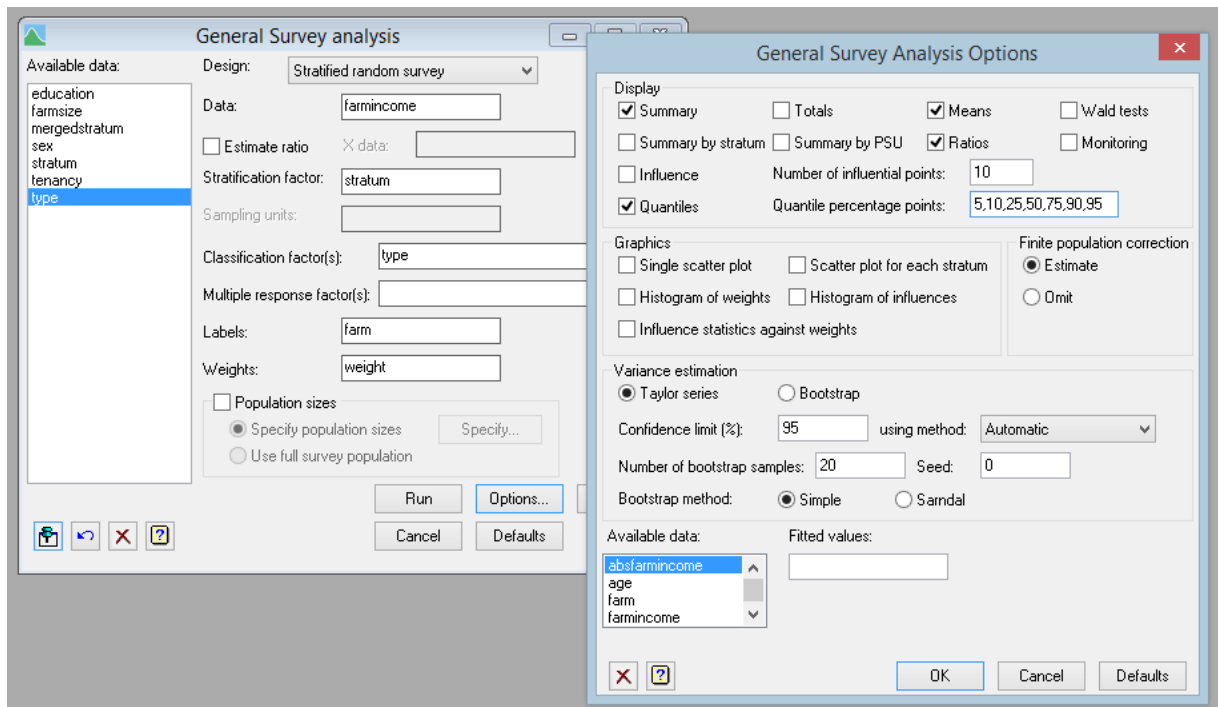 General Survey analysis
Available data:
education
farmsize
mergedstratum
sex
stratum
tenancy
type
Design:
Stratified random survey
Data:
farmincome
Estimate ratio
X data:
Stratification factor:
stratum
Sampling units:
Classification factor(s):
type
Multiple response factor(s):
Labels:
farm
Weights:
weight
Population sizes
Specify population sizes
Specify...
Use full survey population
Run
Options...
Cancel
Defaults
General Survey Analysis Options
Display
Summary
Totals
Means
Wald tests
Summary by stratum
Summary by PSU
Ratios
Monitoring
Influence
Number of influential points:
10
Quantiles
Quantile percentage points:
5,10,25,50,75,90,95
Graphics
Single scatter plot
Scatter plot for each stratum
Histogram of weights
Histogram of influences
Influence statistics against weights
Finite population correction
Estimate
Omit
Variance estimation
Taylor series
Bootstrap
Confidence limit (%):
95
using method:
Automatic
Number of bootstrap samples:
20
Seed:
0
Bootstrap method:
Simple
Sarndal
Available data:
absfarmincome
age
farm
farmincome
Fitted values:
OK
Cancel
Defaults